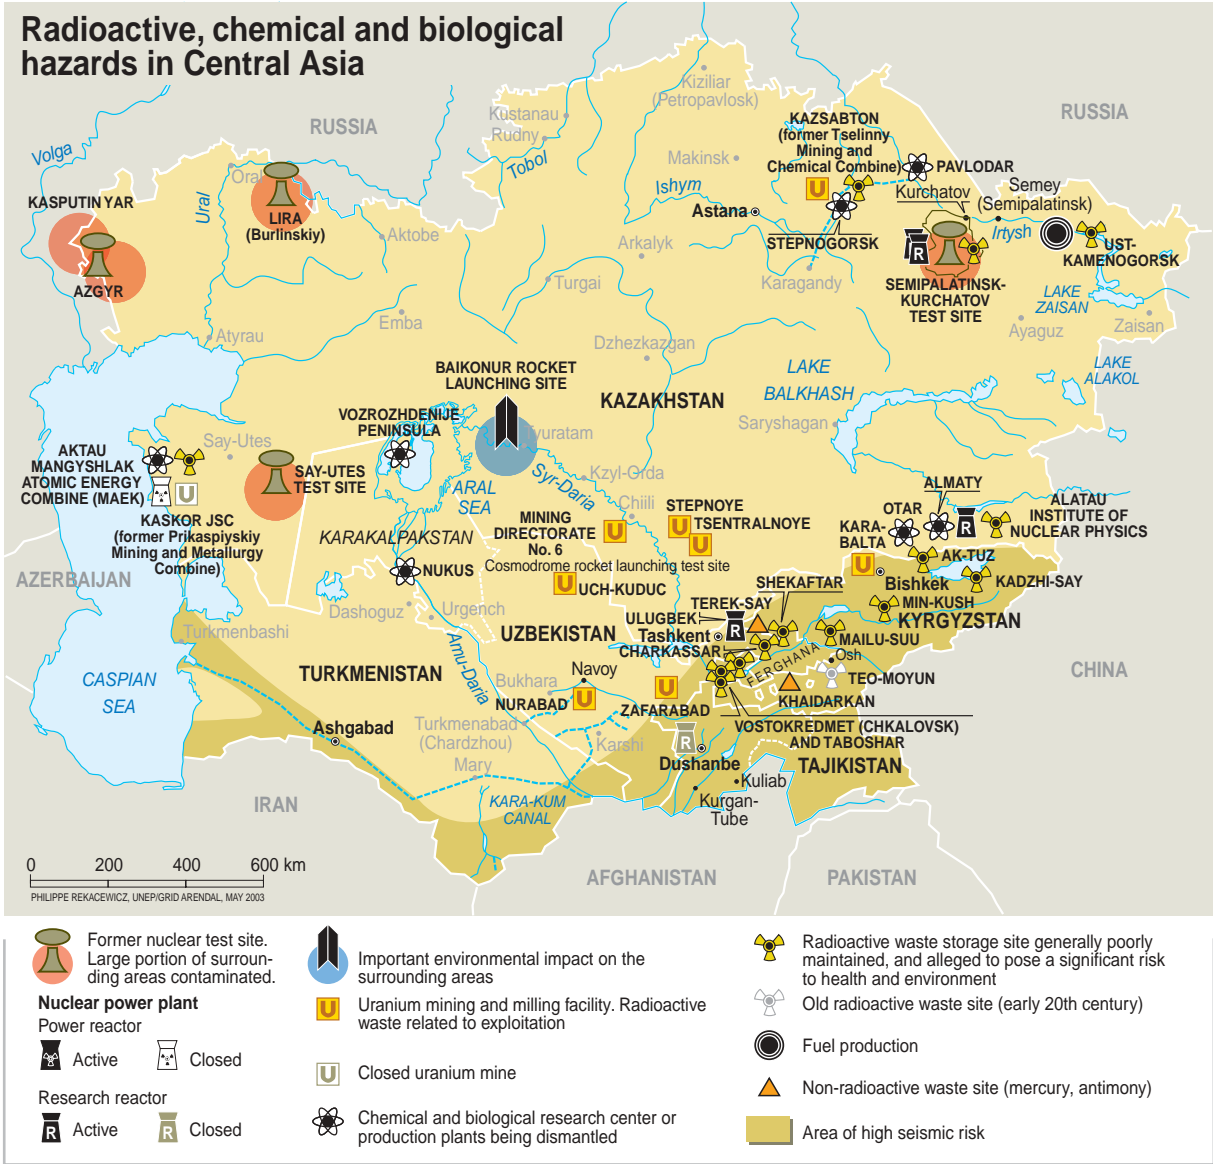 Radioactive, chemical and biological
hazards in Central Asia
RUSSIA
RUSSIA
Kiziliar
(Petropavlosk)
Kustanau
Rudny
Tobol
Volga
Oral
Ural
KASPUTIN YAR
LIRA
(Burlinskiy)
AZGYR
Aktobe
Makinsk
Ishym
Astana
Arkalyk
Turgai
KAZSABTON
(former Tselinny
Mining and
Chemical Combine)
U
PAVLODAR
Kurchatov
Semey
(Semipalatinsk)
STEPNOGORSK
Karagandy
R
Irtysh
UST-
KAMENOGORSK
SEMIPALATINSK-
KURCHATOV
TEST SITE
LAKE
ZAISAN
Ayaguz
Zaisan
Atyrau
Emba
Dzhezkazgan
BAIKONUR ROCKET
LAUNCHING SITE
LAKE
BALKHASH
LAKE
ALAKOL
KAZAKHSTAN
Saryshagan
VOZROZHDENIJE
PENINSULA
Tyuratam
Say-Utes
AKTAU
MANGYSHLAK
ATOMIC ENERGY
COMBINE (MAEK)
U
SAY-UTES
TEST SITE
Syr-Daria
Kzyl-Orda
Chiili
ARAL
SEA
KASKOR JSC
(former Prikaspiyskiy
Mining and Metallurgy
Combine)
KARAKALPAKSTAN
MINING
DIRECTORATE
No. 6
U
STEPNOYE
U
TSENTRALNOYE
U
Cosmodrome rocket launching test site
ALMATY
OTAR
R
ALATAU
INSTITUTE OF
NUCLEAR PHYSICS
KARA-
BALTA
U
AK-TUZ
Bishkek
KADZHI-SAY
AZERBAIJAN
NUKUS
U
UCH-KUDUC
SHEKAFTAR
MIN-KUSH
KYRGYZSTAN
Dashoguz
Urgench
TEREK-SAY
ULUGBEK
R
Tashkent
CHARKASSAR
MAILU-SUU
Osh
FERGHANA
TEO-MOYUN
KHAIDARKAN
CHINA
Turkmenbashi
UZBEKISTAN
Amu-Daria
TURKMENISTAN
Navoy
Bukhara
NURABAD
U
U
ZAFARABAD
CASPIAN
SEA
VOSTOKREDMET (CHKALOVSK)
AND TABOSHAR
Ashgabad
Turkmenabad
(Chardzhou)
Karshi
R
Dushanbe
TAJIKISTAN
Mary
Kuliab
Kurgan-
Tube
IRAN
KARA-KUM
CANAL
AFGHANISTAN
PAKISTAN
0 200 400 600 km
PHILIPPE REKACEWICZ, UNEP/GRID ARENDAL, MAY 2003
Former nuclear test site.
Large portion of surroun-
ding areas contaminated.
Nuclear power plant
Power reactor
Active
Closed
Research reactor
R
Active
R
Closed
Important environmental impact on the
surrounding areas
U
Uranium mining and milling facility. Radioactive
waste related to exploitation
U
Closed uranium mine
Chemical and biological research center or
production plants being dismantled
Radioactive waste storage site generally poorly
maintained, and alleged to pose a significant risk
to health and environment
Old radioactive waste site (early 20th century)
Fuel production
Non-radioactive waste site (mercury, antimony)
Area of high seismic risk